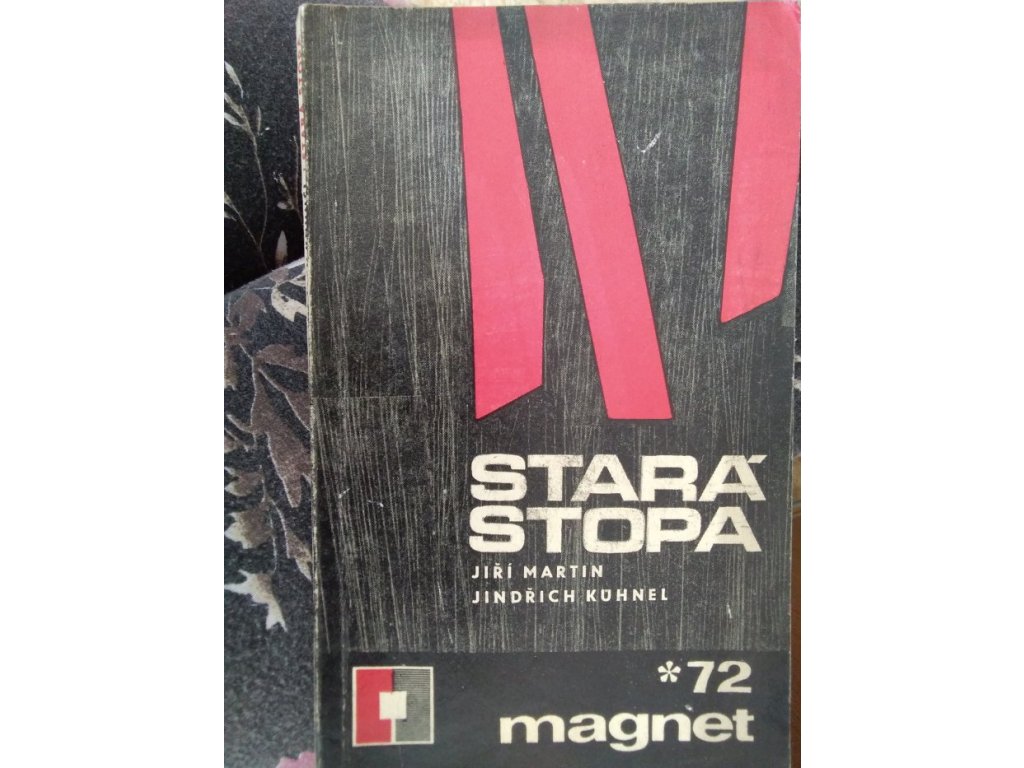 STARÁ
STOPA
JIŘÍ MARTIN
JINDŘICH KÜHNEL
*72
magnet